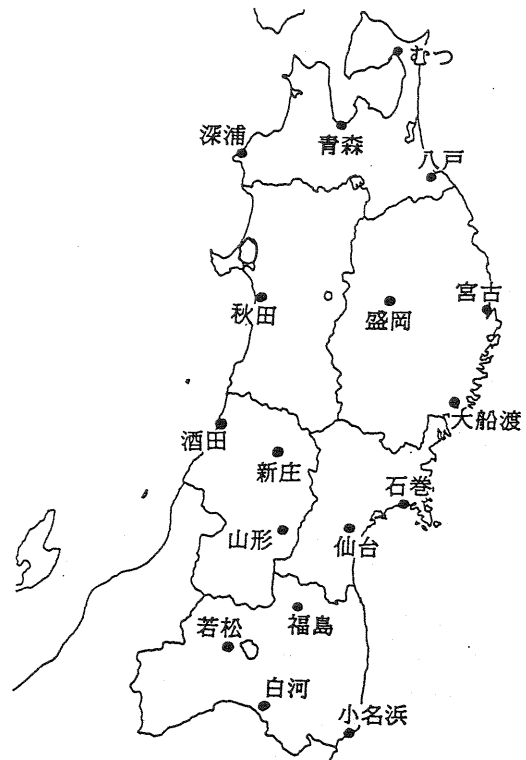 むつ
深浦
青森
八戸
秋田
盛岡
宮古
酒田
大船渡
新庄
石巻
山形
仙台
若松
福島
白河
小名浜